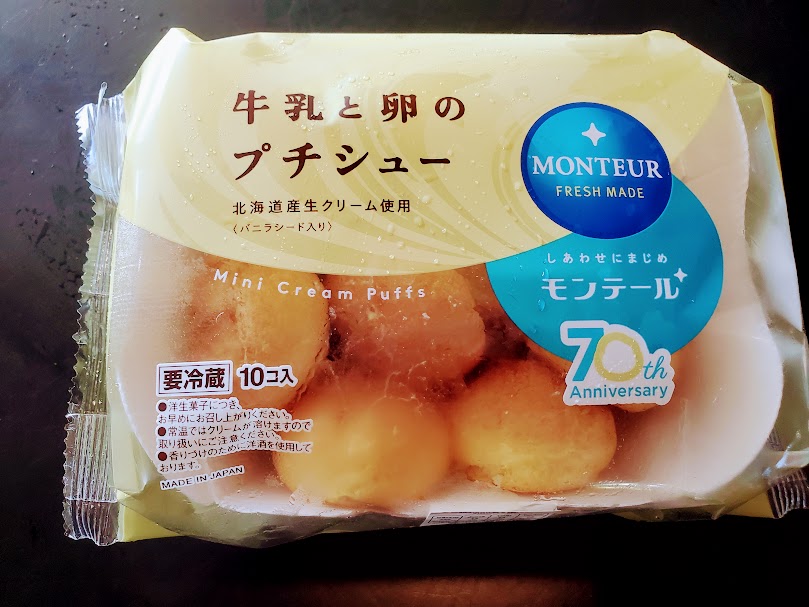 牛乳と卵の
プチシュー
北海道産生クリーム使用
〈バニラシード入り〉
Mini Cream Puffs
MONTEUR
FRESH MADE
しあわせにまじめ
モンテール
70th
Anniversary
要冷蔵 10コ入
●洋生菓子につき、
お早めにお召し上がりください。
●常温ではクリームが溶けますので
取り扱いにご注意ください。
●香りづけのために洋酒を使用して
おります。
MADE IN JAPAN